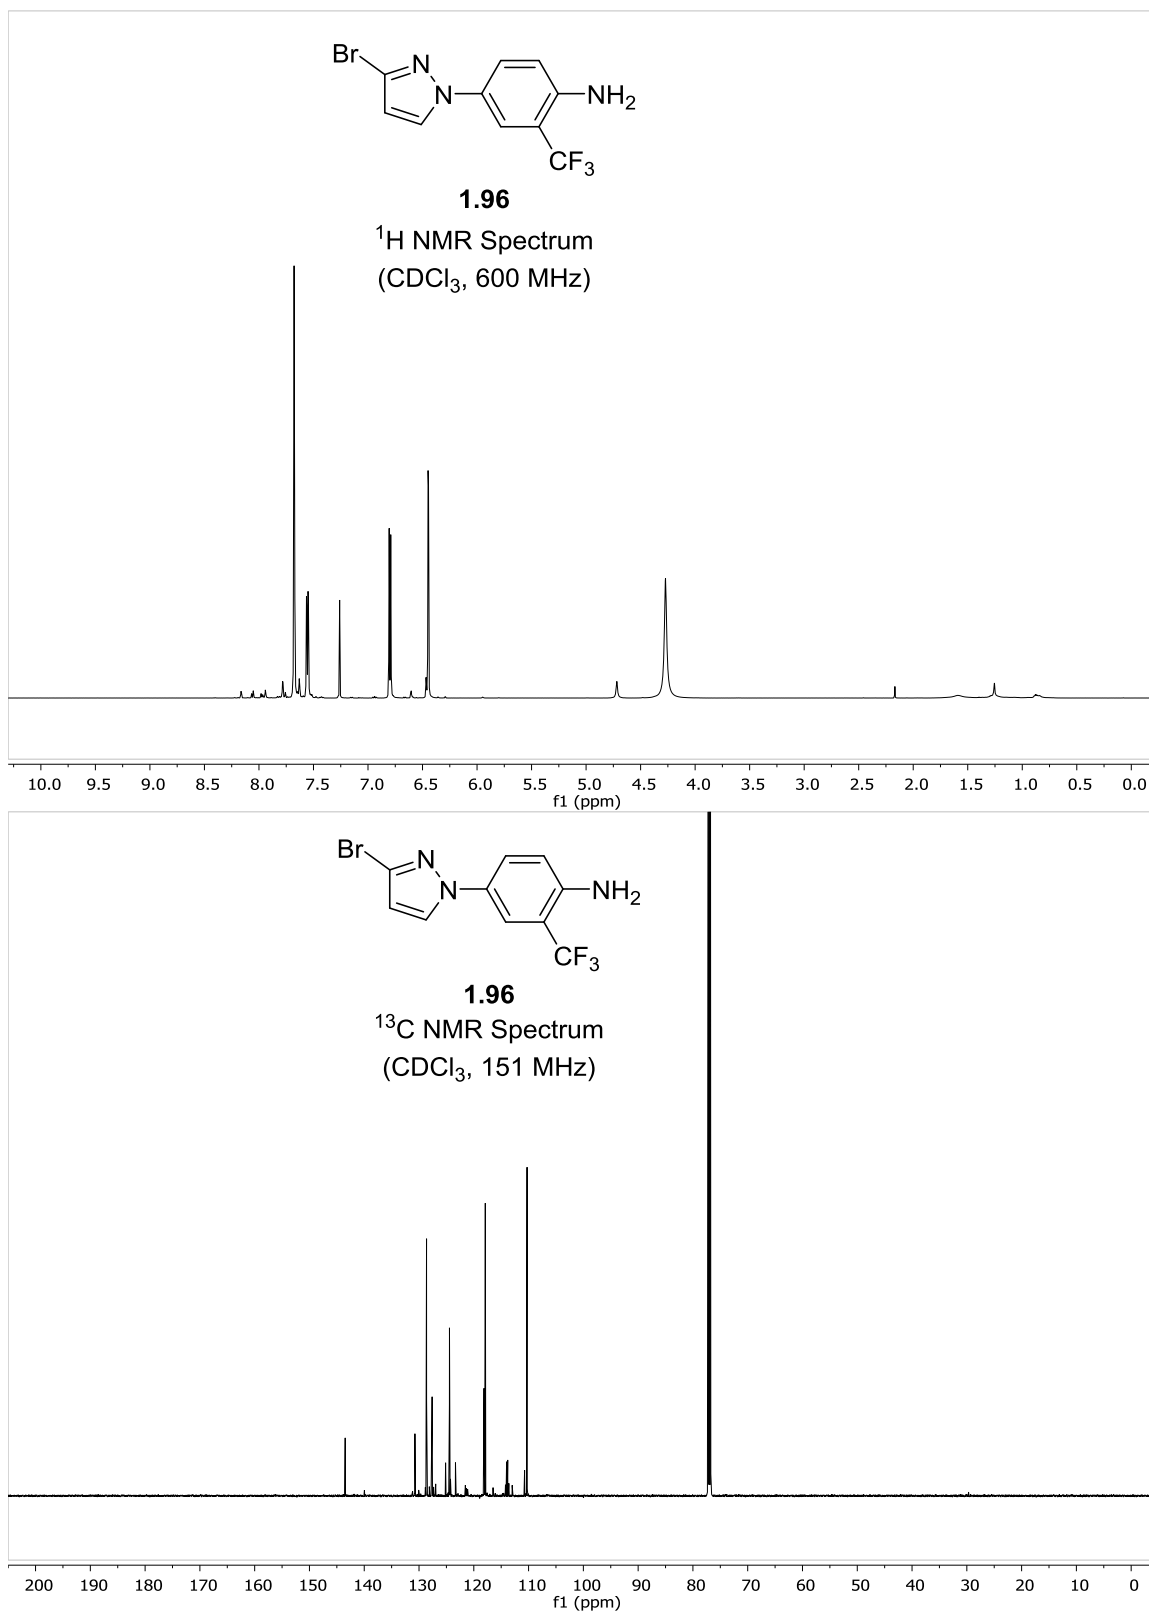 Br
N
N
NH2
CF3
1.96
1H NMR Spectrum
(CDCl3, 600 MHz)
10.0 9.5 9.0 8.5 8.0 7.5 7.0 6.5 6.0 5.5 5.0 4.5 4.0 3.5 3.0 2.5 2.0 1.5 1.0 0.5 0.0
f1 (ppm)
Br
N
N
NH2
CF3
1.96
13C NMR Spectrum
(CDCl3, 151 MHz)
200 190 180 170 160 150 140 130 120 110 100 90 80 70 60 50 40 30 20 10 0
f1 (ppm)